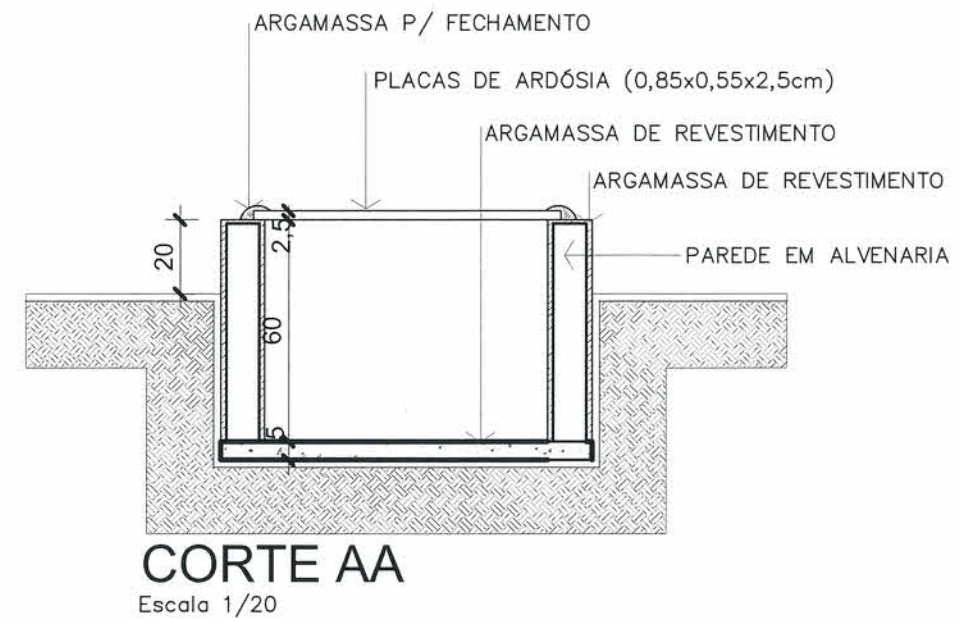 ARGAMASSA P/ FECHAMENTO
PLACAS DE ARDÓSIA (0,85x0,55x2,5cm)
ARGAMASSA DE REVESTIMENTO
ARGAMASSA DE REVESTIMENTO
PAREDE EM ALVENARIA
20
2,5
60
5
CORTE AA
Escala 1/20